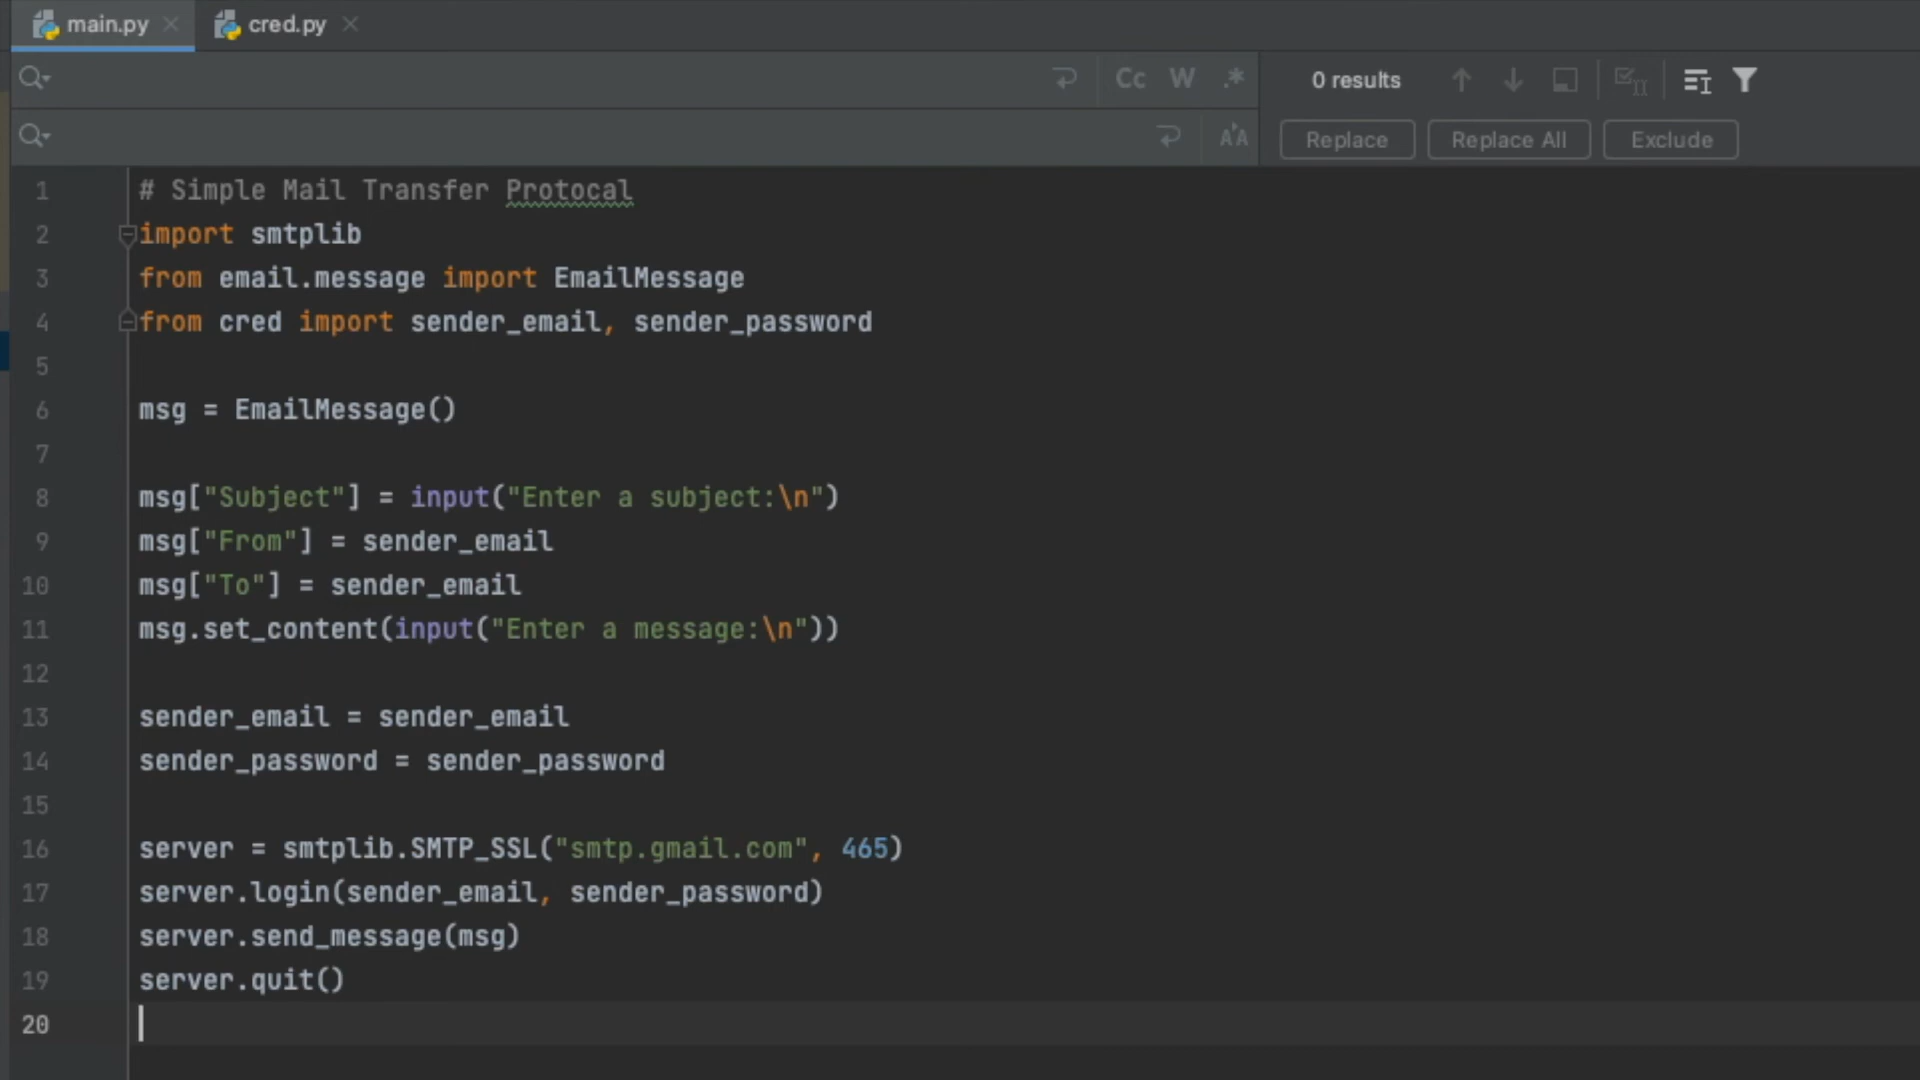 main.py
cred.py
Cc W .*
0 results
Replace
Replace All
Exclude
1 # Simple Mail Transfer Protocal
2 import smtplib
3 from email.message import EmailMessage
4 from cred import sender_email, sender_password
5
6 msg = EmailMessage()
7
8 msg["Subject"] = input("Enter a subject:\n")
9 msg["From"] = sender_email
10 msg["To"] = sender_email
11 msg.set_content(input("Enter a message:\n"))
12
13 sender_email = sender_email
14 sender_password = sender_password
15
16 server = smtplib.SMTP_SSL("smtp.gmail.com", 465)
17 server.login(sender_email, sender_password)
18 server.send_message(msg)
19 server.quit()
20